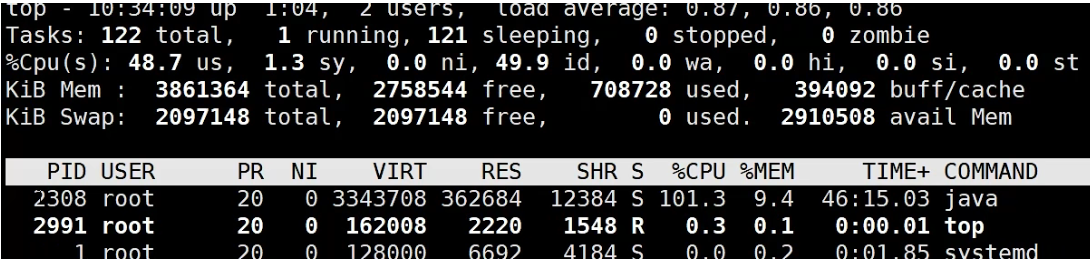 top - 10:34:09 up  1:04,  2 users,  load average: 0.87, 0.86, 0.86
Tasks: 122 total,   1 running, 121 sleeping,   0 stopped,   0 zombie
%Cpu(s): 48.7 us,  1.3 sy,  0.0 ni, 49.9 id,  0.0 wa,  0.0 hi,  0.0 si,  0.0 st
KiB Mem :  3861364 total,  2758544 free,   708728 used,   394092 buff/cache
KiB Swap:  2097148 total,  2097148 free,        0 used.  2910508 avail Mem
PID USER      PR  NI    VIRT    RES    SHR S  %CPU %MEM     TIME+ COMMAND
2308 root      20   0 3343708 362684  12384 S 101.3  9.4  46:15.03 java
2991 root      20   0  162008   2220   1548 R   0.3  0.1   0:00.01 top
1 root      20   0  128000   6692   4184 S   0.0  0.2   0:01.85 systemd